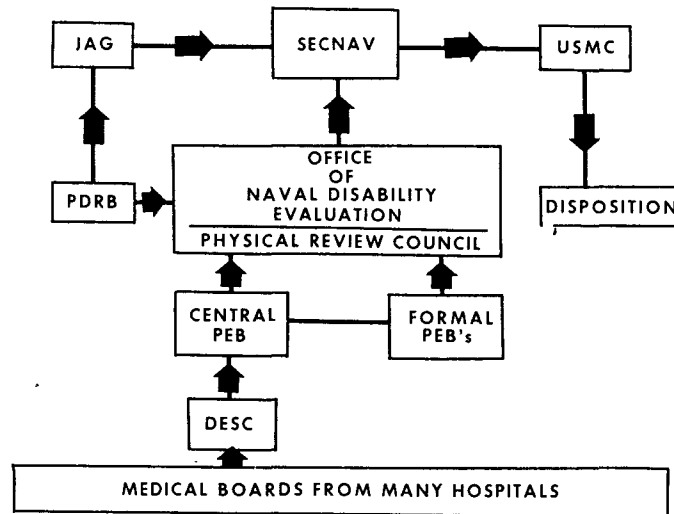 JAG
SECNAV
USMC
OFFICE
OF
NAVAL DISABILITY
EVALUATION
PHYSICAL REVIEW COUNCIL
PDRB
DISPOSITION
CENTRAL
PEB
FORMAL
PEB's
DESC
MEDICAL BOARDS FROM MANY HOSPITALS